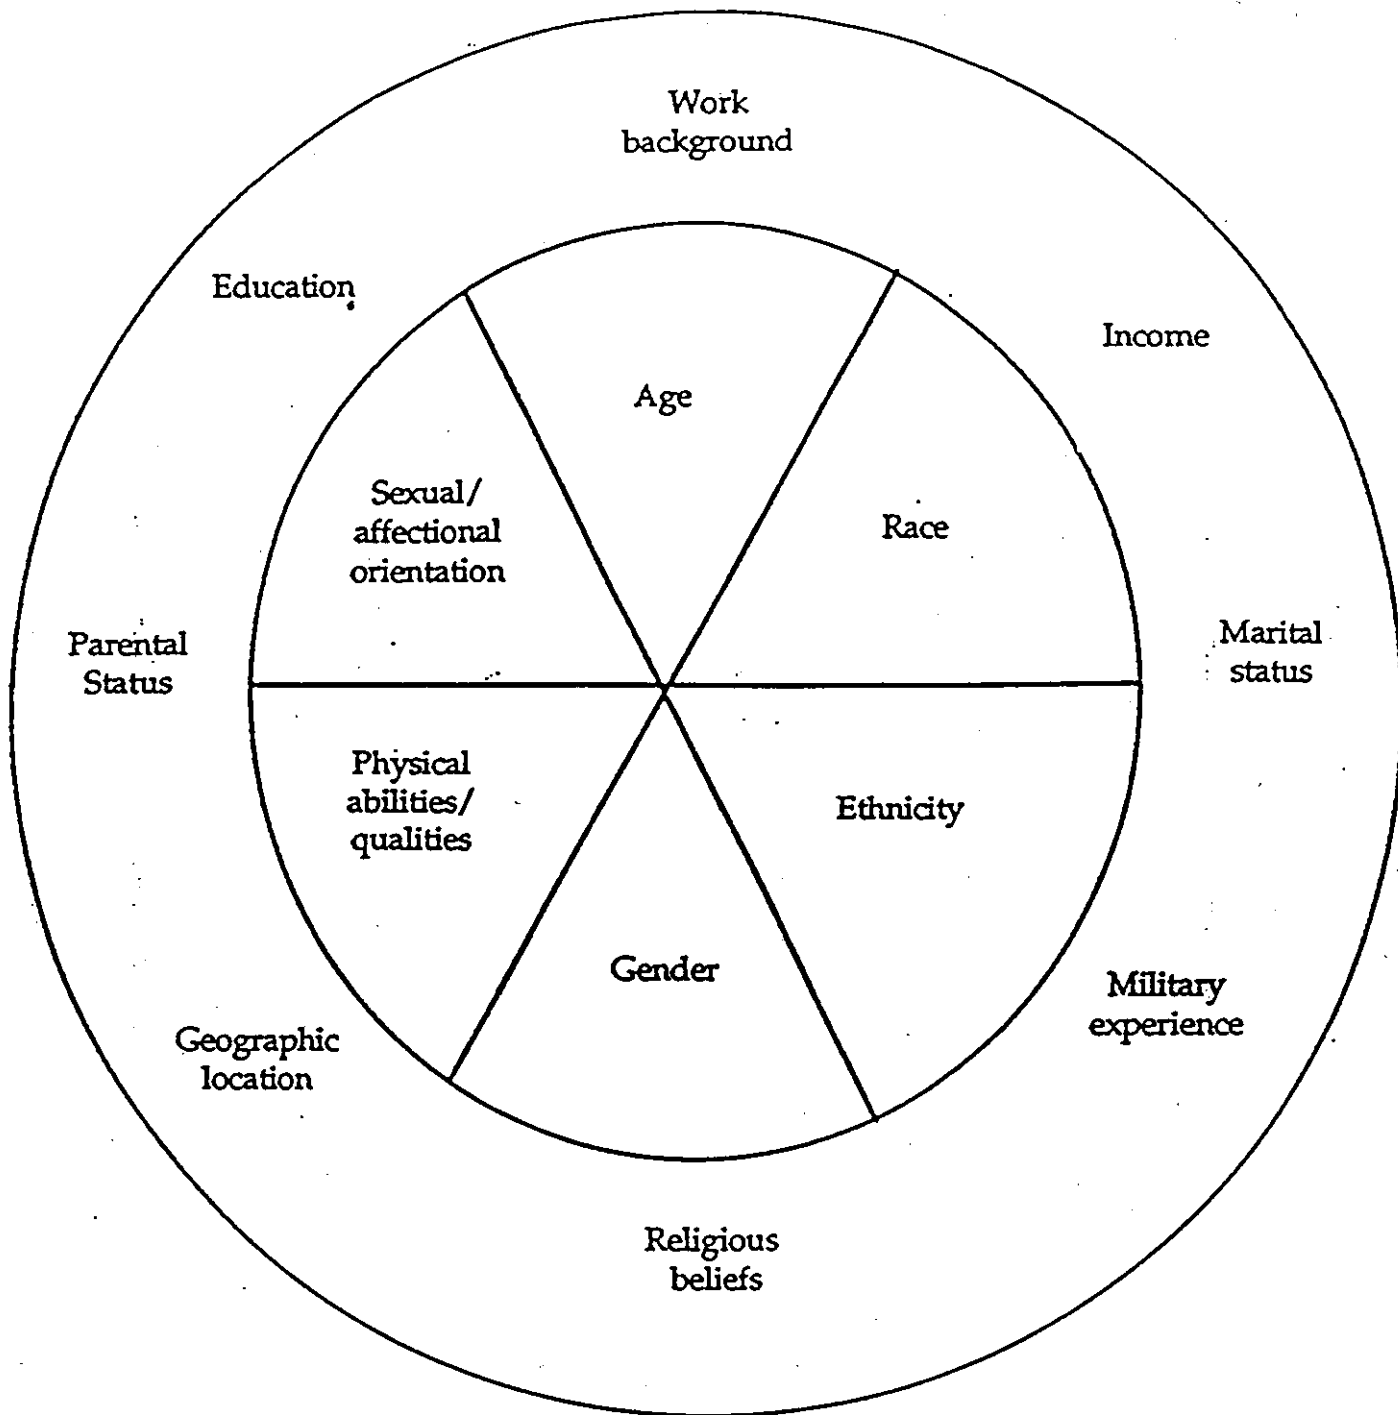 Work
background
Education
Income
Age
Sexual/
affectional
orientation
Race
Parental
Status
Marital
status
Physical
abilities/
qualities
Ethnicity
Gender
Military
experience
Geographic
location
Religious
beliefs